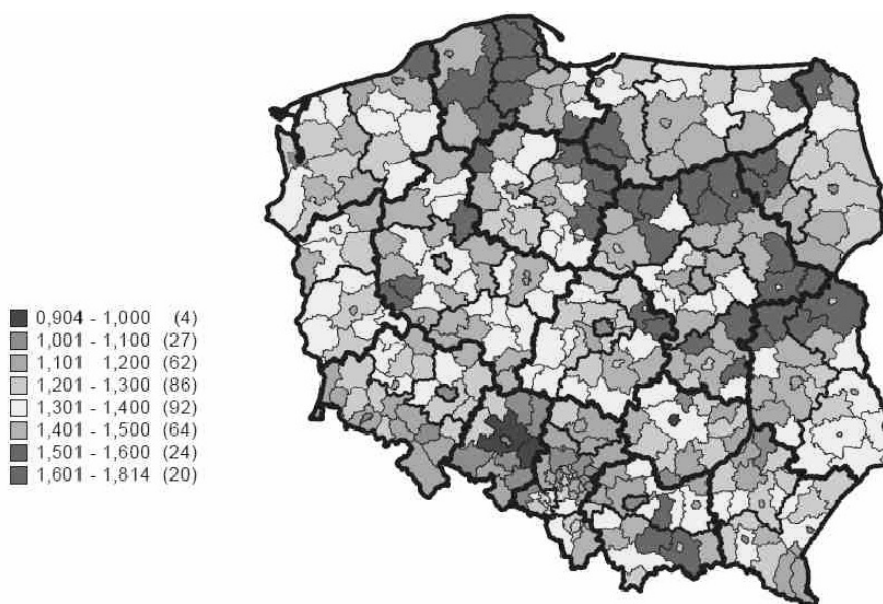 0,904 - 1,000 (4)
1,001 - 1,100 (27)
1,101 1,200 (62)
1,201 - 1,300 (86)
1,301 - 1,400 (92)
1,401 - 1,500 (64)
1,501 - 1,600 (24)
1,601 - 1,814 (20)